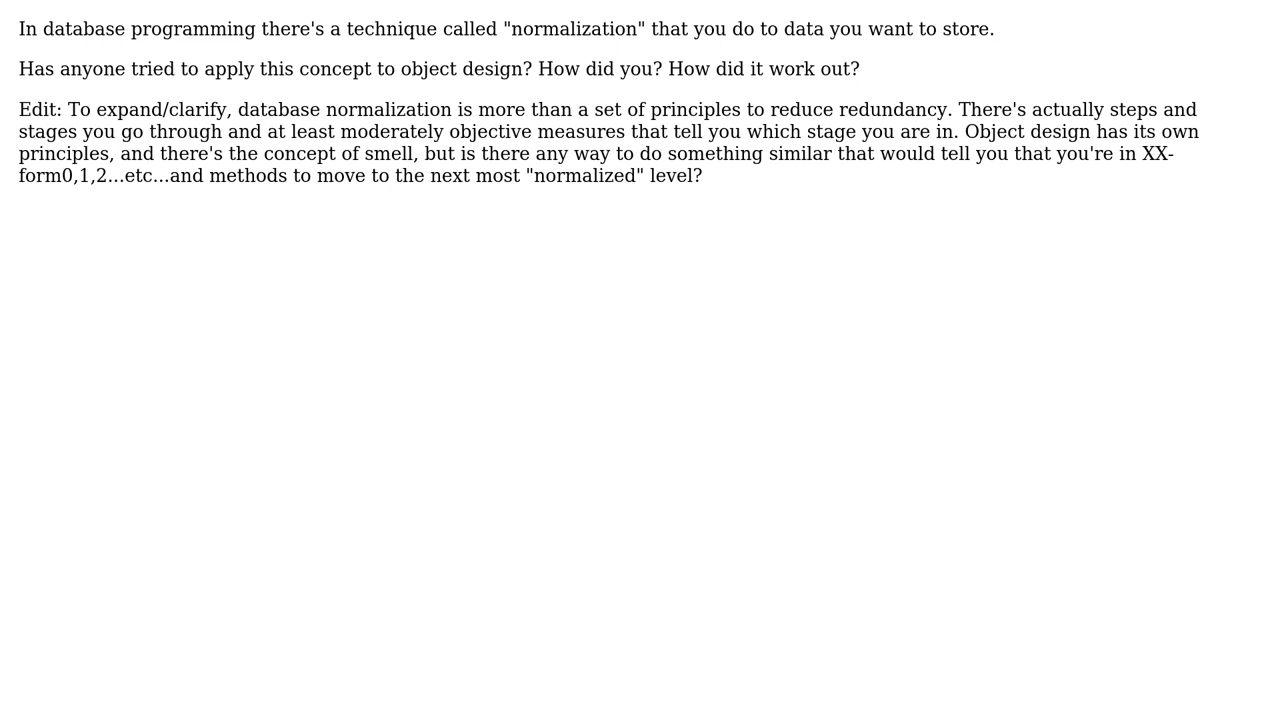 In database programming there's a technique called "normalization" that you do to data you want to store.
Has anyone tried to apply this concept to object design? How did you? How did it work out?
Edit: To expand/clarify, database normalization is more than a set of principles to reduce redundancy. There's actually steps and
stages you go through and at least moderately objective measures that tell you which stage you are in. Object design has its own
principles, and there's the concept of smell, but is there any way to do something similar that would tell you that you're in XX-
form0,1,2...etc...and methods to move to the next most "normalized" level?